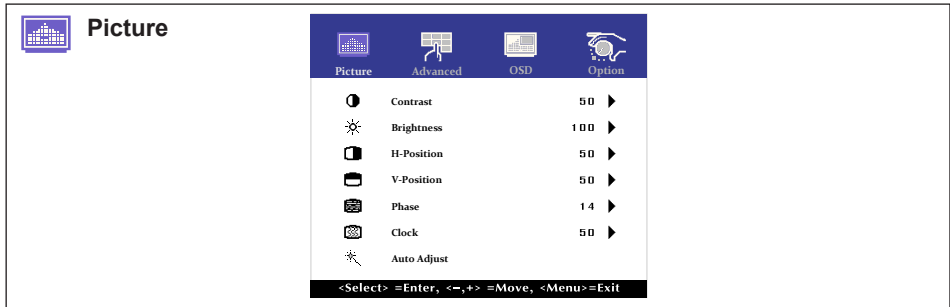 Picture
Picture Advanced OSD Option
Contrast 50
Brightness 100
H-Position 50
V-Position 50
Phase 14
Clock 50
Auto Adjust
<Select> =Enter, <−,+> =Move, <Menu>=Exit